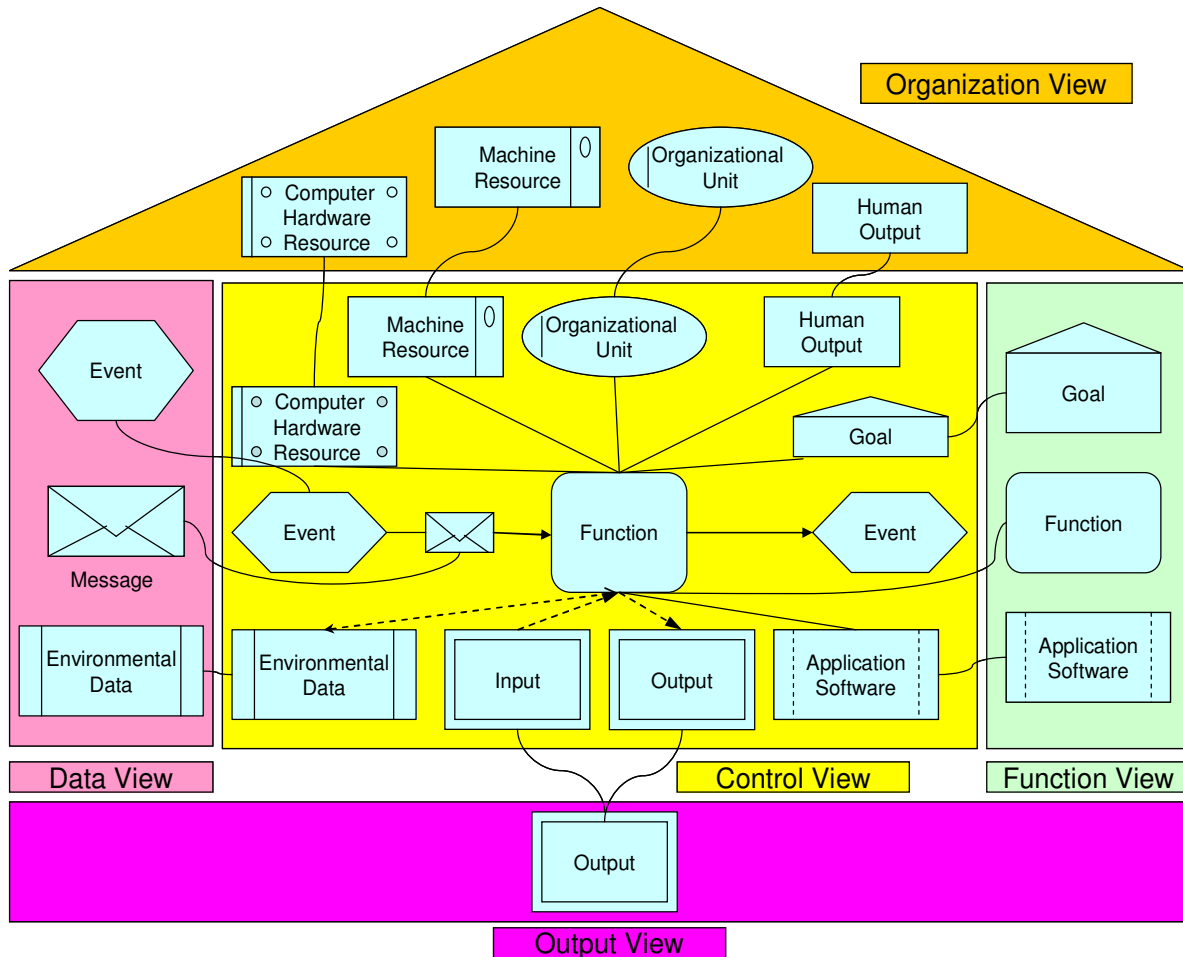 Organization View
Machine
Resource
Organizational
Unit
Computer
Hardware
Resource
Human
Output
Event
Message
Environmental
Data
Machine
Resource
Organizational
Unit
Human
Output
Computer
Hardware
Resource
Goal
Event
Function
Event
Environmental
Data
Input
Output
Application
Software
Goal
Function
Application
Software
Data View
Control View
Function View
Output
Output View